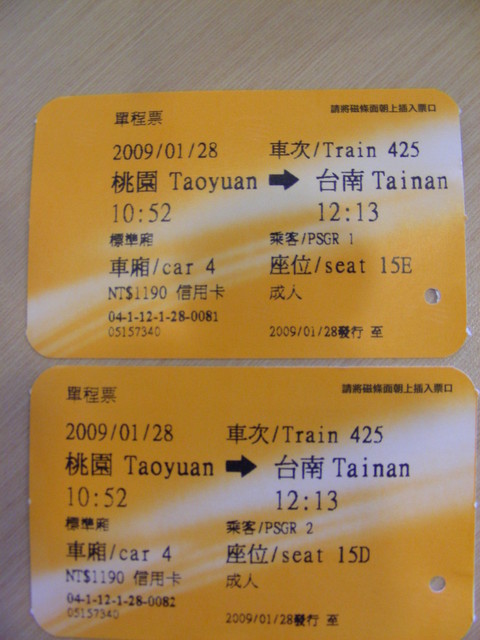 單程票 請將磁條面朝上插入票口
2009/01/28 車次/Train 425
桃園 Taoyuan → 台南 Tainan
10:52 12:13
標準廂 乘客/PSGR 1
車廂/car 4 座位/seat 15E
NT$1190 信用卡 成人
04-1-12-1-28-0081
05157340 2009/01/28發行 至
單程票 請將磁條面朝上插入票口
2009/01/28 車次/Train 425
桃園 Taoyuan → 台南 Tainan
10:52 12:13
標準廂 乘客/PSGR 2
車廂/car 4 座位/seat 15D
NT$1190 信用卡 成人
04-1-12-1-28-0082
05157340 2009/01/28發行 至